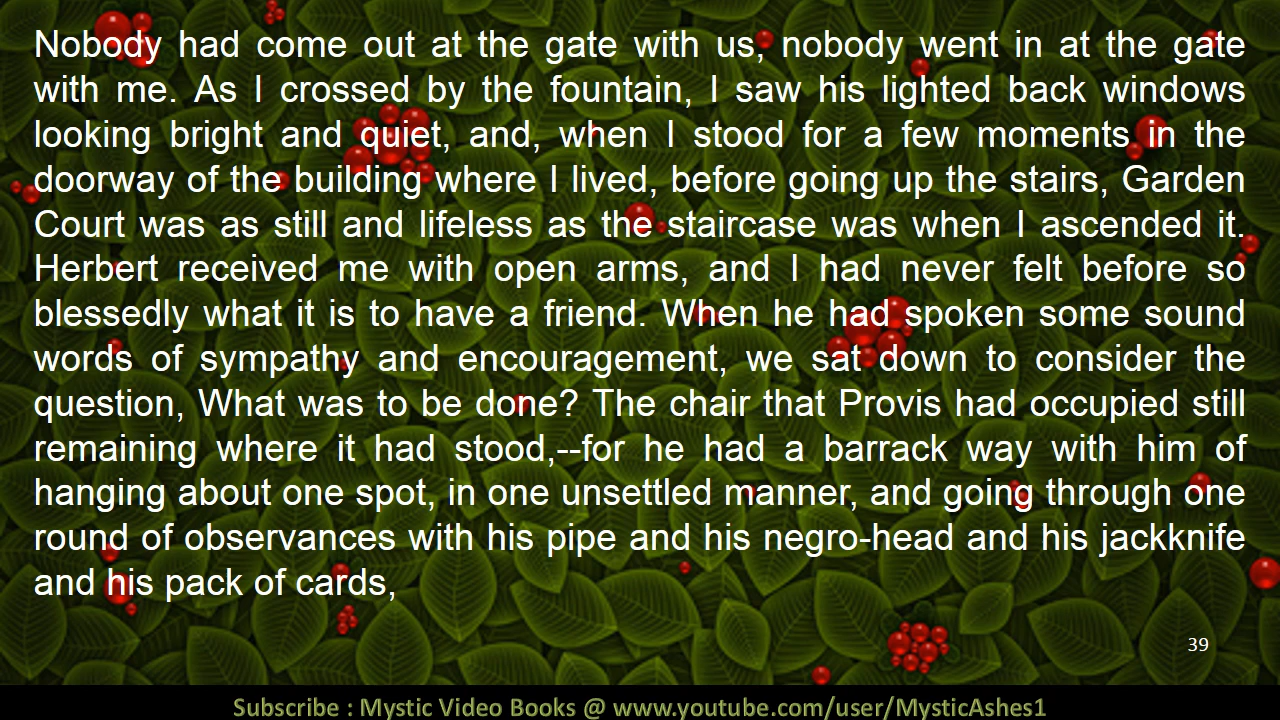 Nobody had come out at the gate with us, nobody went in at the gate
with me. As I crossed by the fountain, I saw his lighted back windows
looking bright and quiet, and, when I stood for a few moments in the
doorway of the building where I lived, before going up the stairs, Garden
Court was as still and lifeless as the staircase was when I ascended it.
Herbert received me with open arms, and I had never felt before so
blessedly what it is to have a friend. When he had spoken some sound
words of sympathy and encouragement, we sat down to consider the
question, What was to be done? The chair that Provis had occupied still
remaining where it had stood,--for he had a barrack way with him of
hanging about one spot, in one unsettled manner, and going through one
round of observances with his pipe and his negro-head and his jackknife
and his pack of cards,
39
Subscribe : Mystic Video Books @ www.youtube.com/user/MysticAshes1